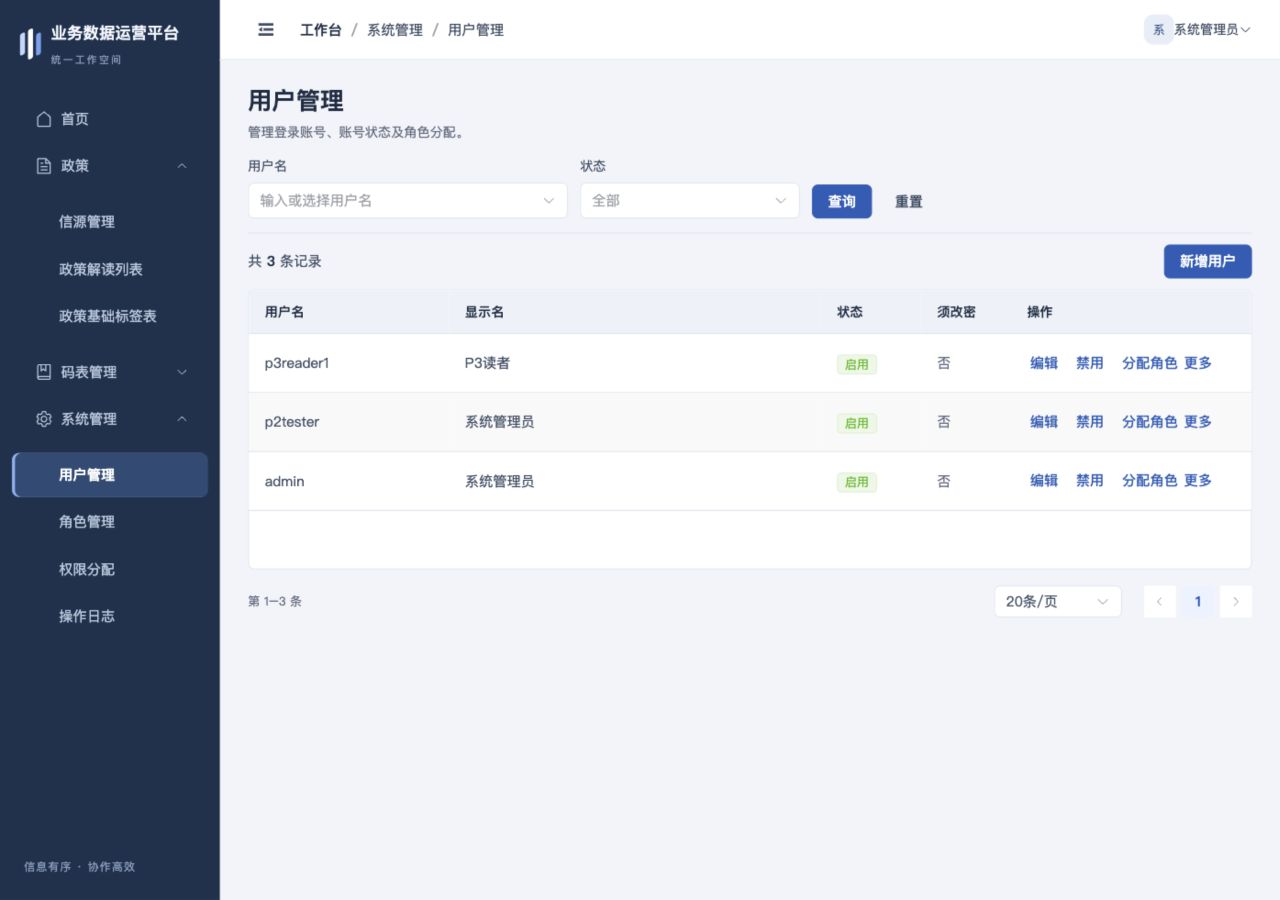 业务数据运营平台
统一工作空间
首页
政策
信源管理
政策解读列表
政策基础标签表
码表管理
系统管理
用户管理
角色管理
权限分配
操作日志
信息有序 · 协作高效
工作台 / 系统管理 / 用户管理
系 系统管理员
用户管理
管理登录账号、账号状态及角色分配。
用户名 状态
输入或选择用户名 全部 查询 重置
共 3 条记录 新增用户
用户名 显示名 状态 须改密 操作
p3reader1 P3读者 启用 否 编辑 禁用 分配角色 更多
p2tester 系统管理员 启用 否 编辑 禁用 分配角色 更多
admin 系统管理员 启用 否 编辑 禁用 分配角色 更多
第 1–3 条 20条/页 1